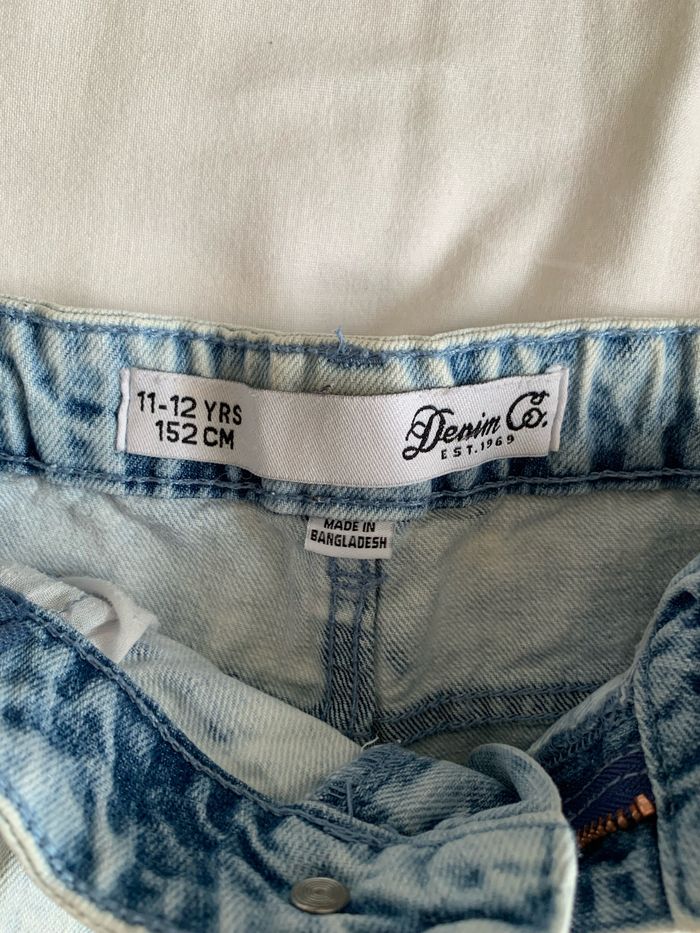 11-12 YRS
152 CM
Denim Co.
EST. 1969
MADE IN
BANGLADESH